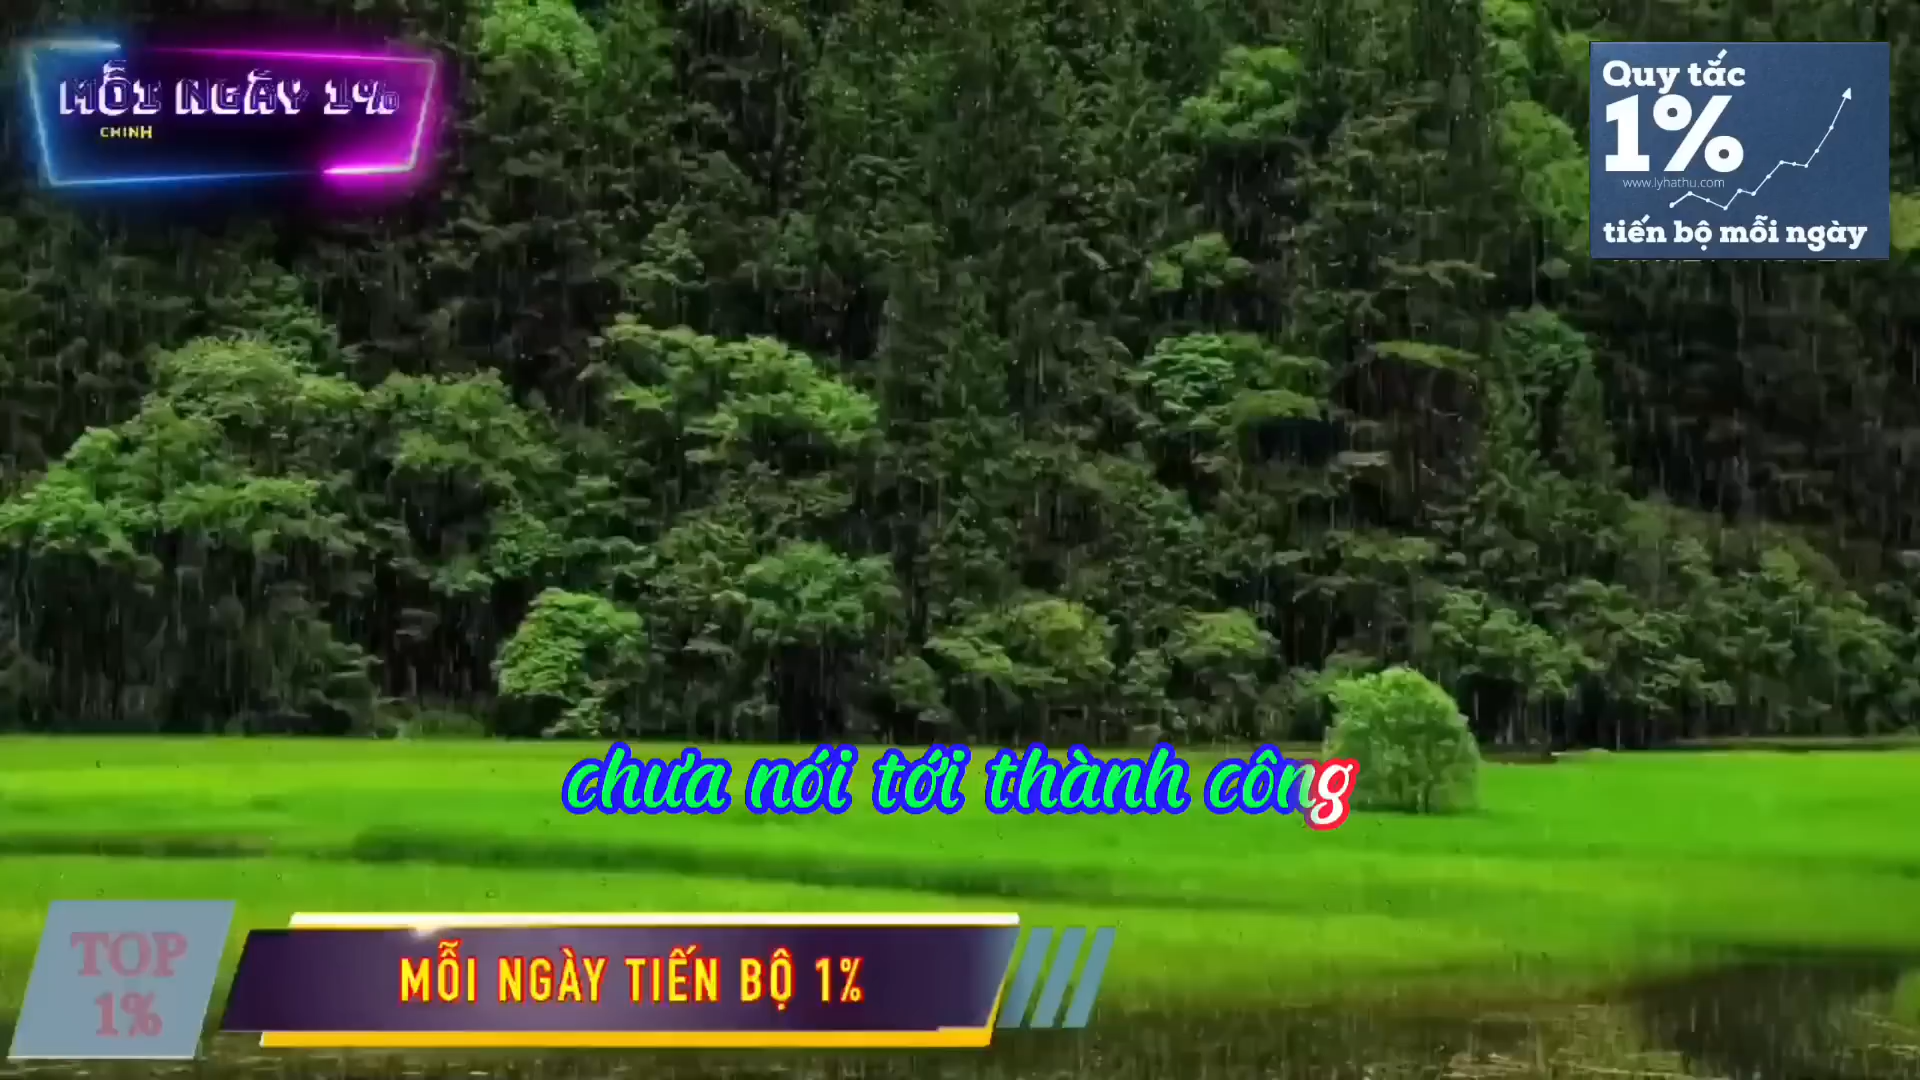 MỖI NGÀY 1%
CHINH
Quy tắc
1%
www.lyhathu.com
tiến bộ mỗi ngày
chưa nói tới thành công
TOP
1%
MỖI NGÀY TIẾN BỘ 1%